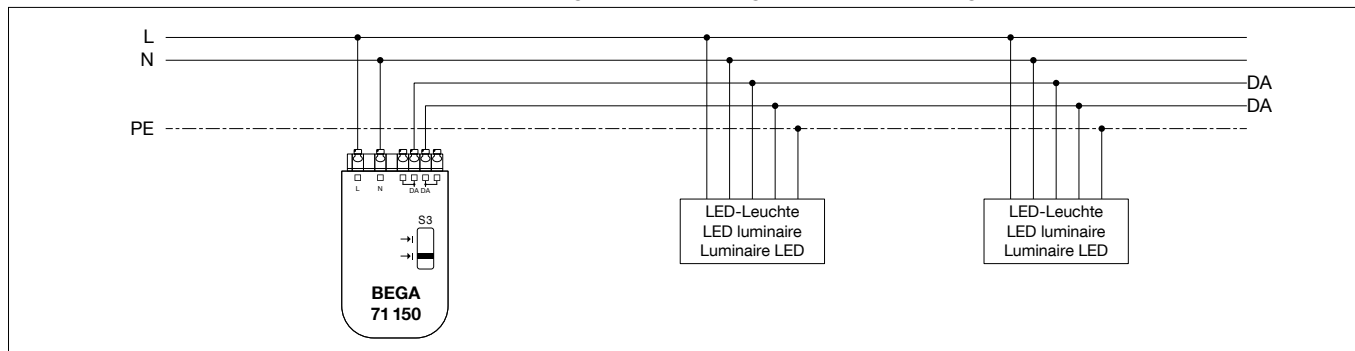 L
N
DA
DA
PE
L N DA DA
S3
BEGA
71 150
LED-Leuchte
LED luminaire
Luminaire LED
LED-Leuchte
LED luminaire
Luminaire LED